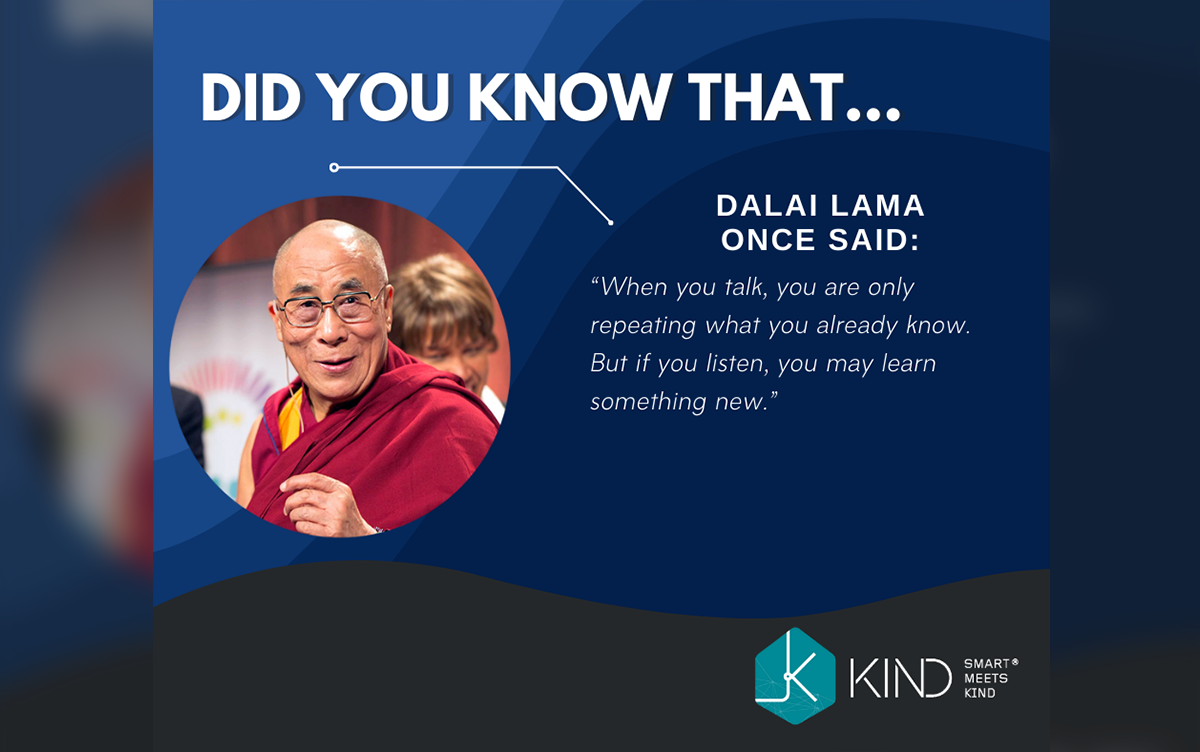 DID YOU KNOW THAT...
DALAI LAMA
ONCE SAID:
“When you talk, you are only
repeating what you already know.
But if you listen, you may learn
something new.”
KIND
SMART®
MEETS
KIND